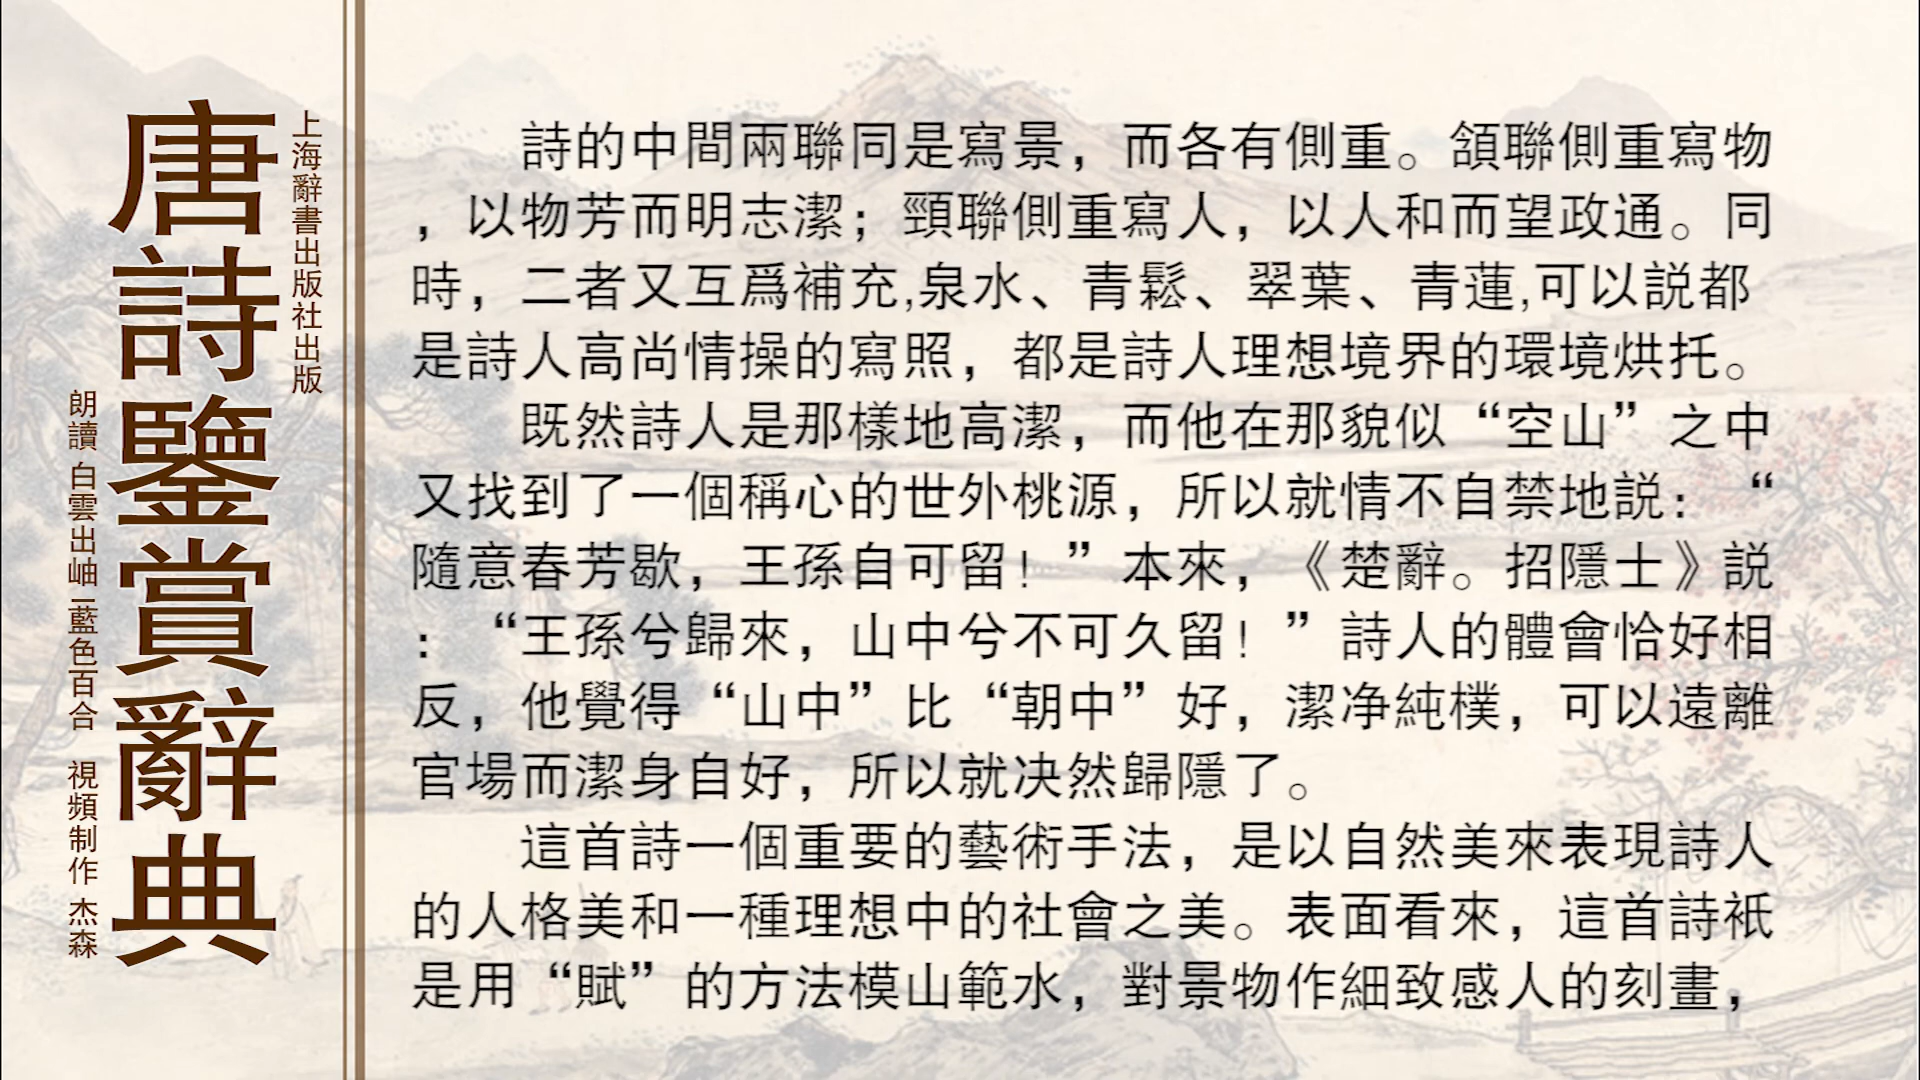 上海辭書出版社出版
唐詩鑒賞辭典
朗讀 白雲出岫—藍色百合 視頻制作 杰森
詩的中間兩聯同是寫景，而各有側重。頷聯側重寫物
，以物芳而明志潔；頸聯側重寫人，以人和而望政通。同
時，二者又互爲補充,泉水、青鬆、翠葉、青蓮,可以説都
是詩人高尚情操的寫照，都是詩人理想境界的環境烘托。
既然詩人是那樣地高潔，而他在那貌似“空山”之中
又找到了一個稱心的世外桃源，所以就情不自禁地説：“
隨意春芳歇，王孫自可留！”本來，《楚辭。招隱士》説
：“王孫兮歸來，山中兮不可久留！”詩人的體會恰好相
反，他覺得“山中”比“朝中”好，潔净純樸，可以遠離
官場而潔身自好，所以就决然歸隱了。
這首詩一個重要的藝術手法，是以自然美來表現詩人
的人格美和一種理想中的社會之美。表面看來，這首詩衹
是用“賦”的方法模山範水，對景物作細致感人的刻畫，